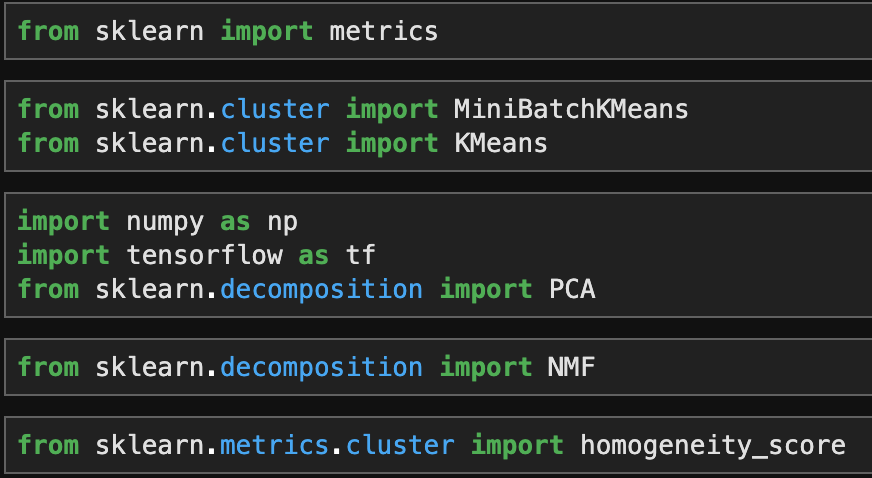 from sklearn import metrics
from sklearn.cluster import MiniBatchKMeans
from sklearn.cluster import KMeans
import numpy as np
import tensorflow as tf
from sklearn.decomposition import PCA
from sklearn.decomposition import NMF
from sklearn.metrics.cluster import homogeneity_score